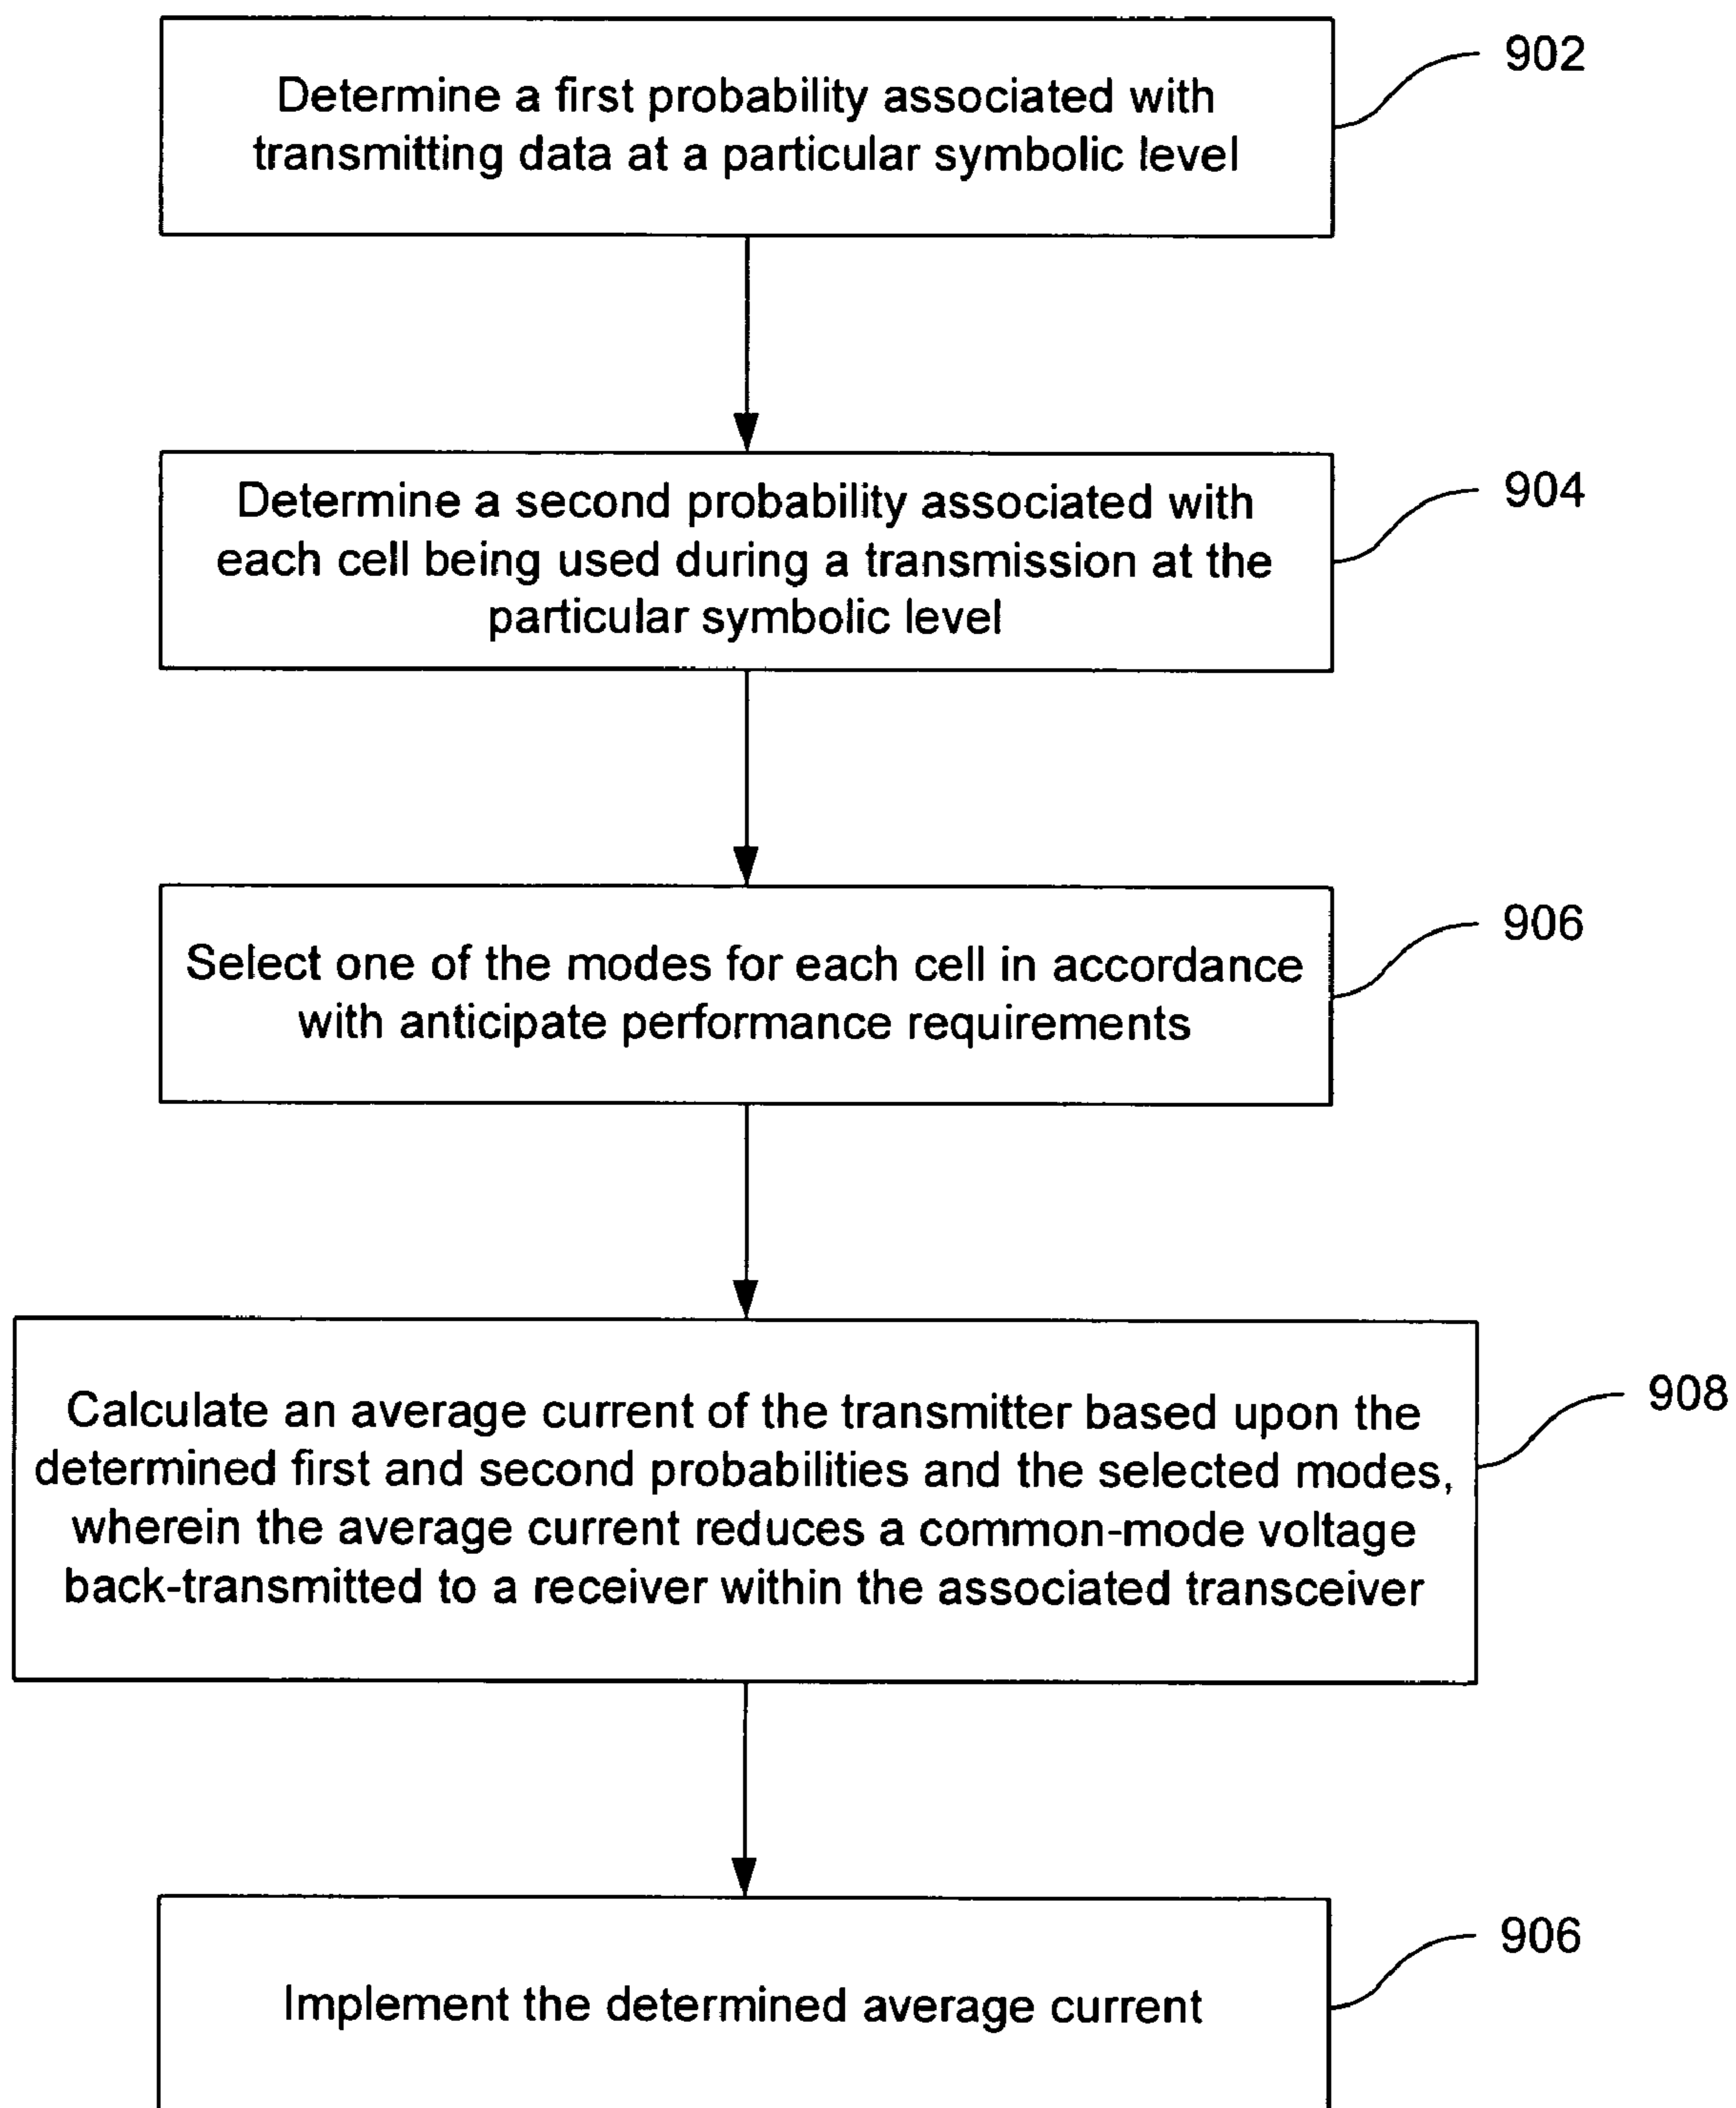 902
Determine a first probability associated with
transmitting data at a particular symbolic level
904
Determine a second probability associated with
each cell being used during a transmission at the
particular symbolic level
906
Select one of the modes for each cell in accordance
with anticipate performance requirements
908
Calculate an average current of the transmitter based upon the
determined first and second probabilities and the selected modes,
wherein the average current reduces a common-mode voltage
back-transmitted to a receiver within the associated transceiver
906
Implement the determined average current